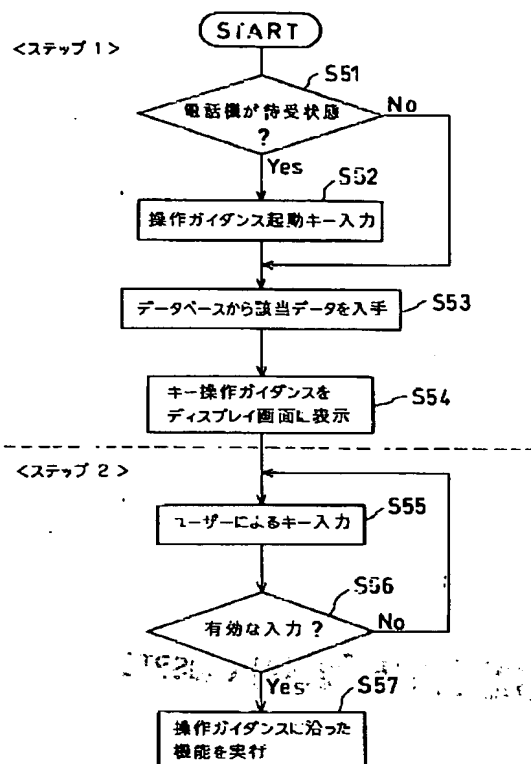 START
<ステップ 1>
S51
電話機が待受状態
?
No
Yes
S52
操作ガイダンス起動キー入力
データベースから該当データを入手
S53
キー操作ガイダンスを
ディスプレイ画面に表示
S54
<ステップ 2>
ユーザーによるキー入力
S55
S56
有効な入力?
No
Yes
S57
操作ガイダンスに沿った
機能を実行